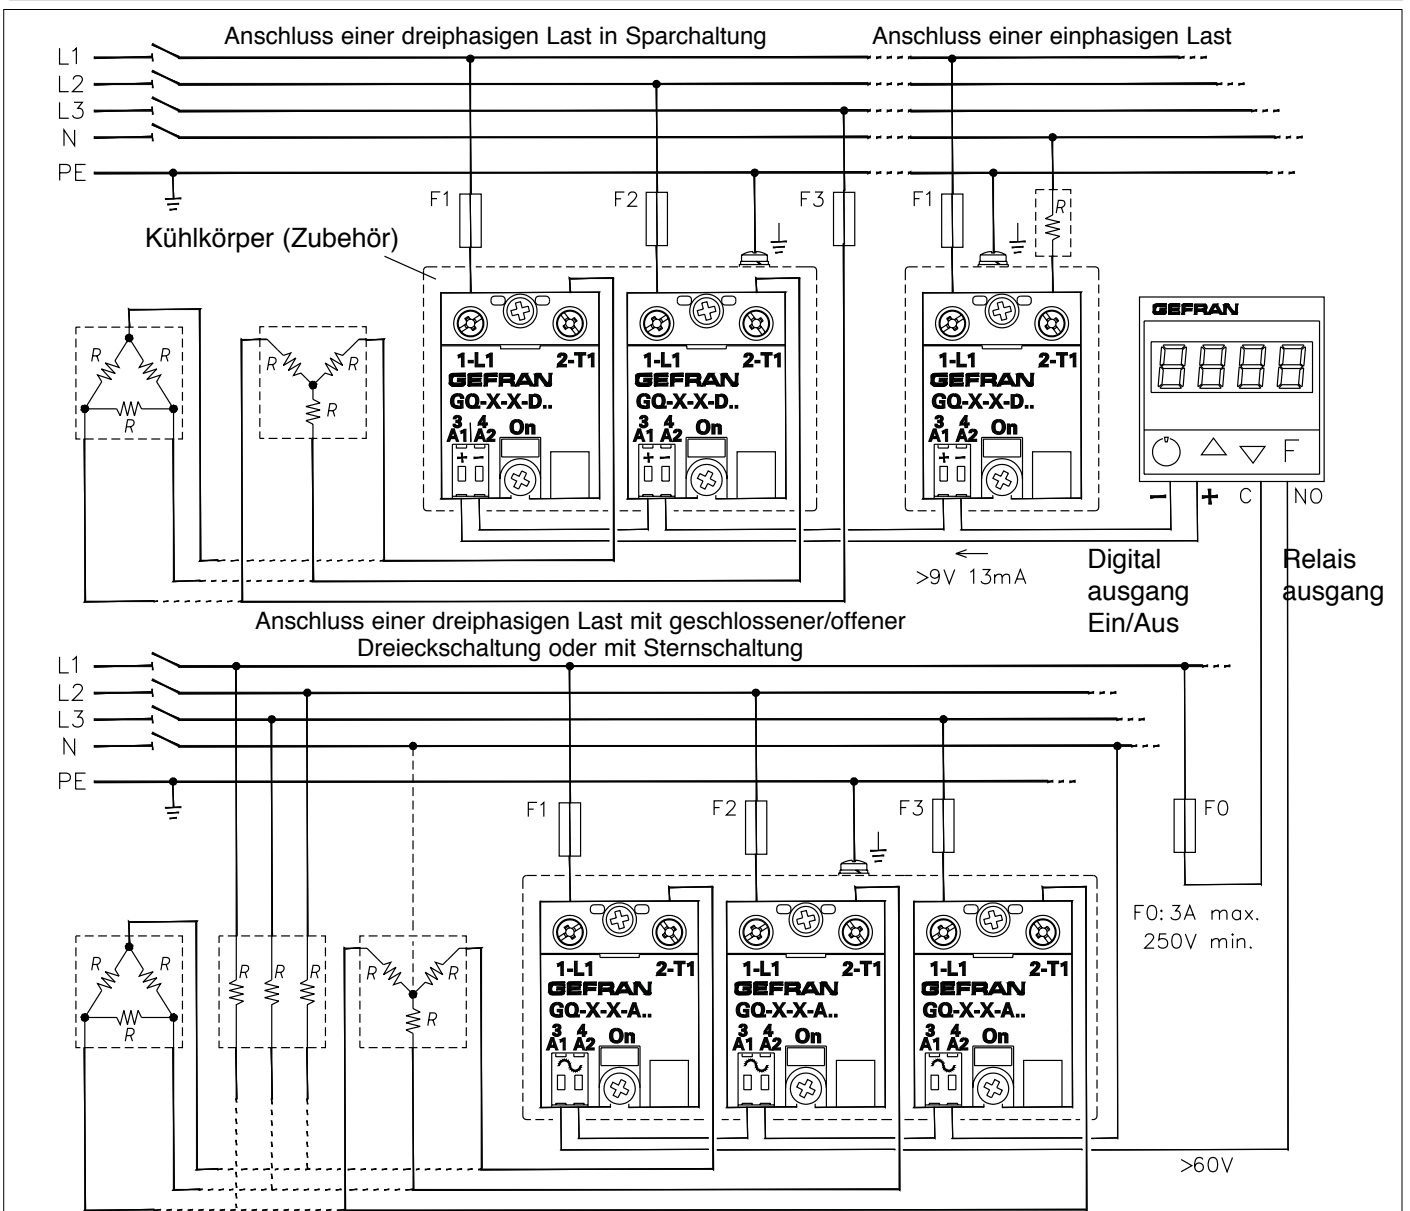 Anschluss einer dreiphasigen Last in Sparchaltung
Anschluss einer einphasigen Last
L1
L2
L3
N
PE
F1
F2
F3
F1
R
Kühlkörper (Zubehör)
R R
R
R R
R
1-L1 2-T1
GEFRAN
GQ-X-X-D..
3 4
A1 A2 On
+ -
1-L1 2-T1
GEFRAN
GQ-X-X-D..
3 4
A1 A2 On
+ -
1-L1 2-T1
GEFRAN
GQ-X-X-D..
3 4
A1 A2 On
+ -
GEFRAN
8 8 8 8
F
- + C NO
>9V 13mA
Digital
ausgang
Ein/Aus
Relais
ausgang
Anschluss einer dreiphasigen Last mit geschlossener/offener
Dreieckschaltung oder mit Sternschaltung
L1
L2
L3
N
PE
F1
F2
F3
F0
F0: 3A max.
250V min.
R R
R
R R R
R R
R
1-L1 2-T1
GEFRAN
GQ-X-X-A..
3 4
A1 A2 On
1-L1 2-T1
GEFRAN
GQ-X-X-A..
3 4
A1 A2 On
1-L1 2-T1
GEFRAN
GQ-X-X-A..
3 4
A1 A2 On
>60V